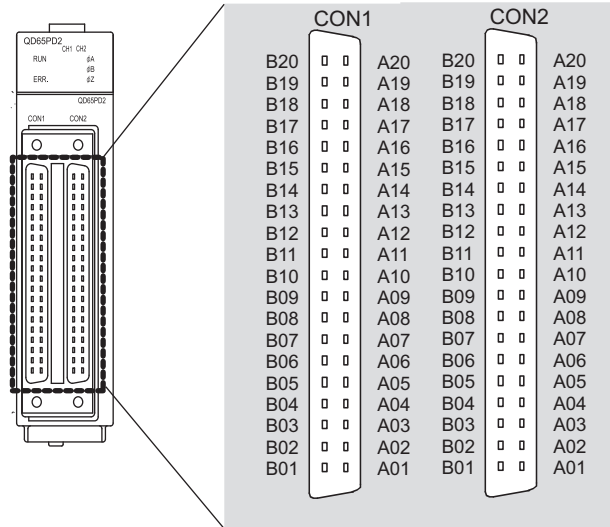 QD65PD2
CH1 CH2
RUN øA
øB
ERR. øZ
QD65PD2
CON1 CON2
CON1 CON2
B20 A20 B20 A20
B19 A19 B19 A19
B18 A18 B18 A18
B17 A17 B17 A17
B16 A16 B16 A16
B15 A15 B15 A15
B14 A14 B14 A14
B13 A13 B13 A13
B12 A12 B12 A12
B11 A11 B11 A11
B10 A10 B10 A10
B09 A09 B09 A09
B08 A08 B08 A08
B07 A07 B07 A07
B06 A06 B06 A06
B05 A05 B05 A05
B04 A04 B04 A04
B03 A03 B03 A03
B02 A02 B02 A02
B01 A01 B01 A01